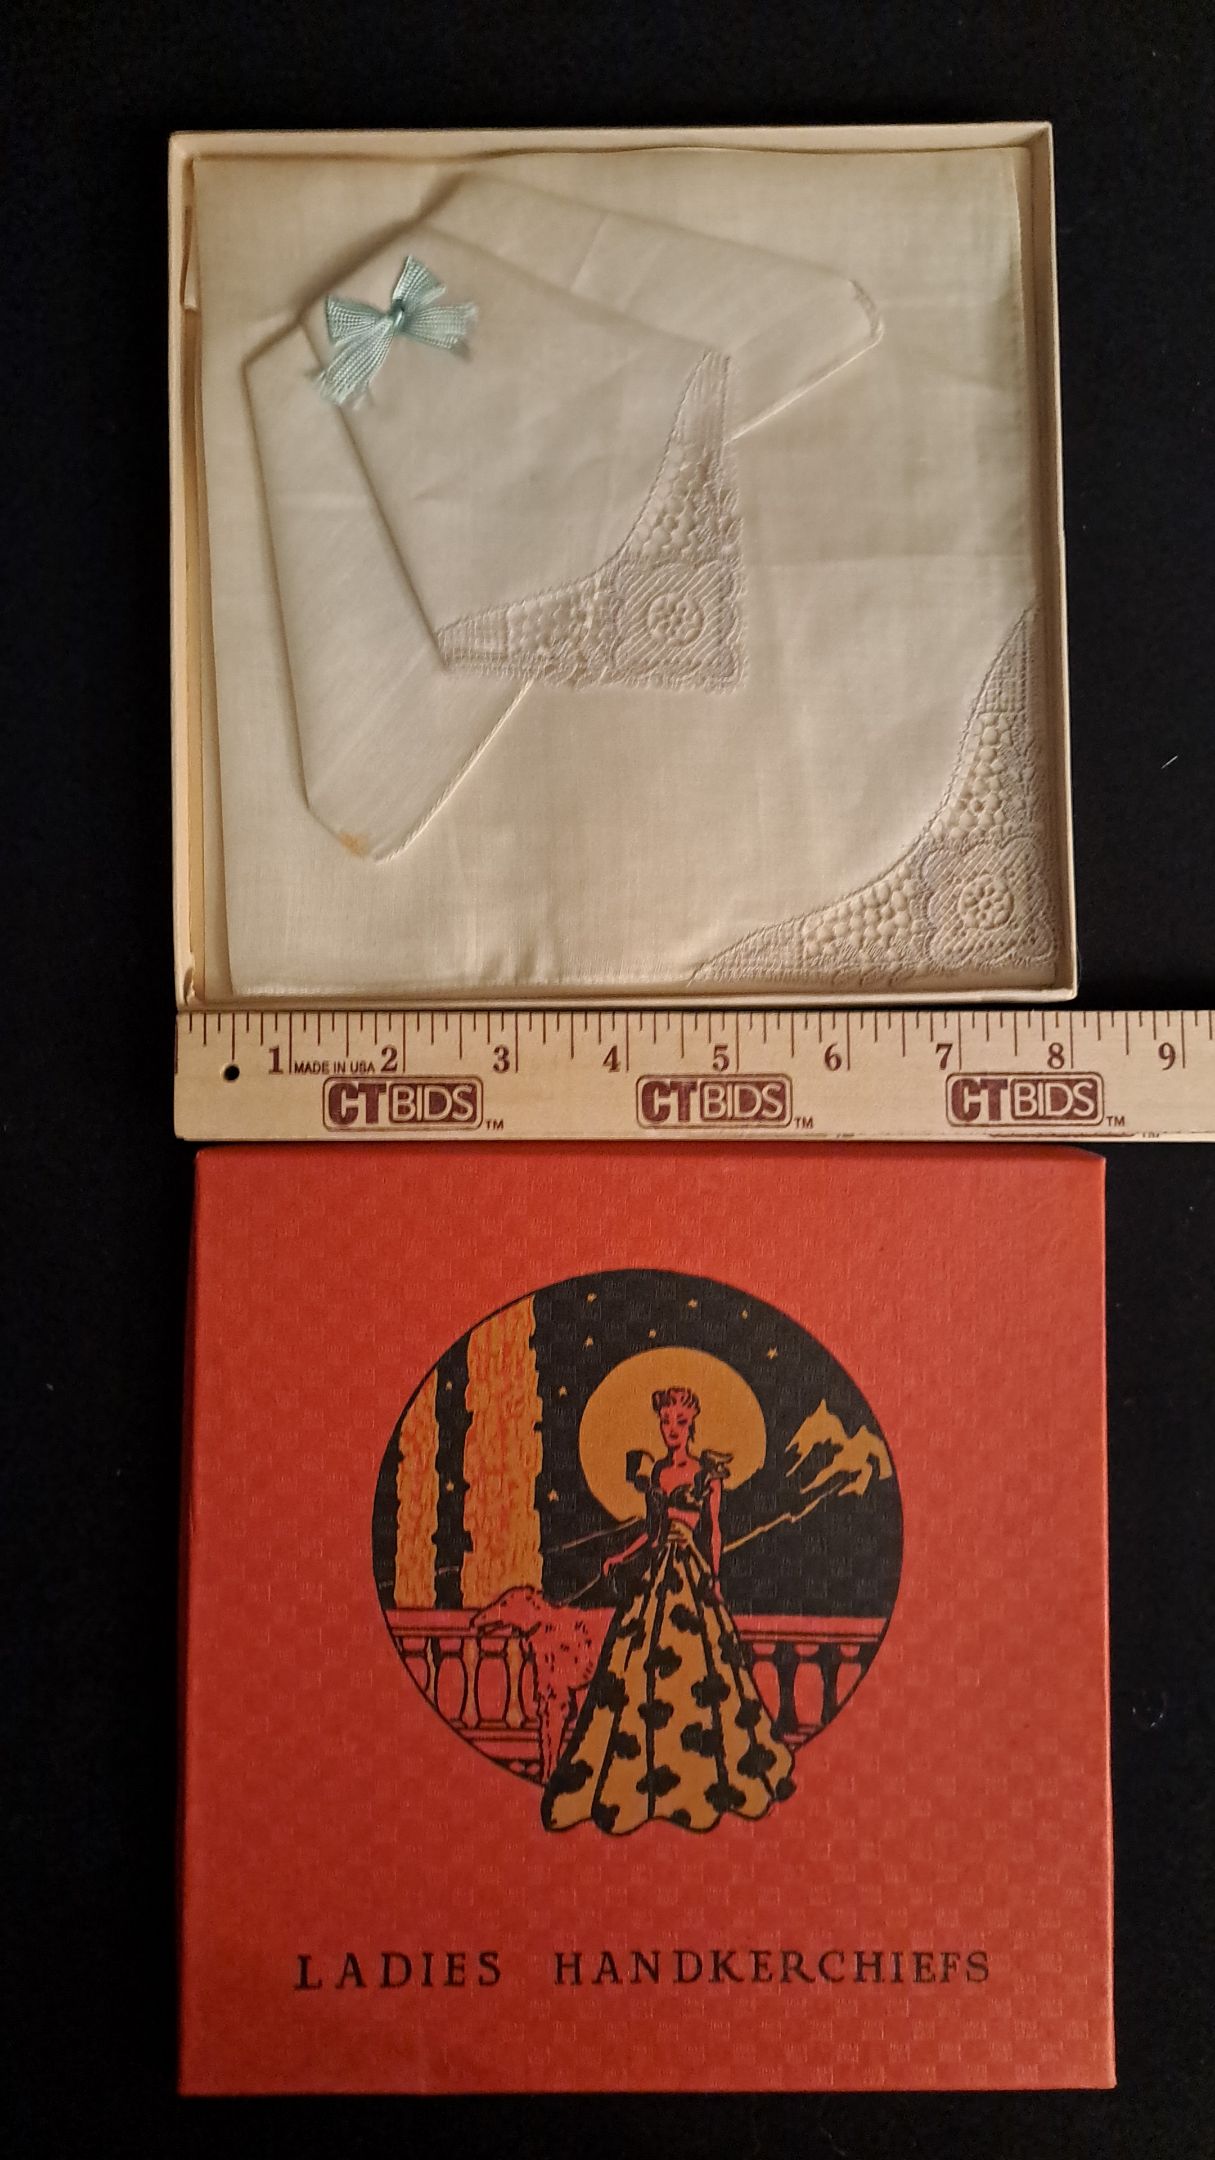 1 MADE IN USA 2 3 4 5 6 7 8 9
CTBIDS™ CTBIDS™ CTBIDS™
LADIES HANDKERCHIEFS